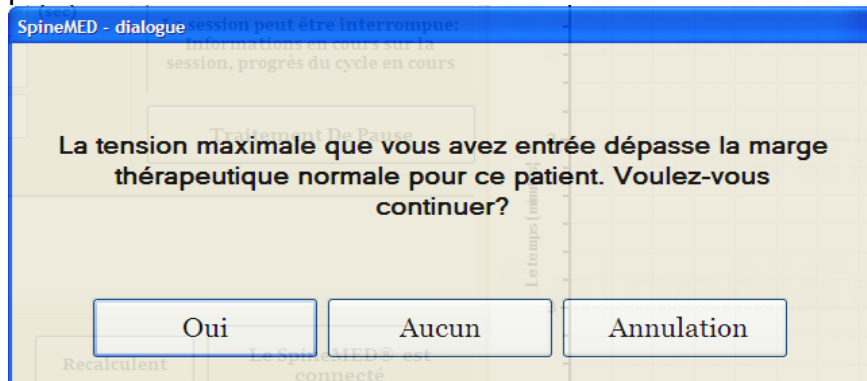 (sec)
SpineMED - dialogue
La session peut être interrompue:
Informations en cours sur la
session, progrès du cycle en cours
Traitement De Pause
La tension maximale que vous avez entrée dépasse la marge
thérapeutique normale pour ce patient. Voulez-vous
continuer?
Le temps (minutes)
Oui
Aucun
Annulation
Recalculent
Le SpineMED® est
connecté